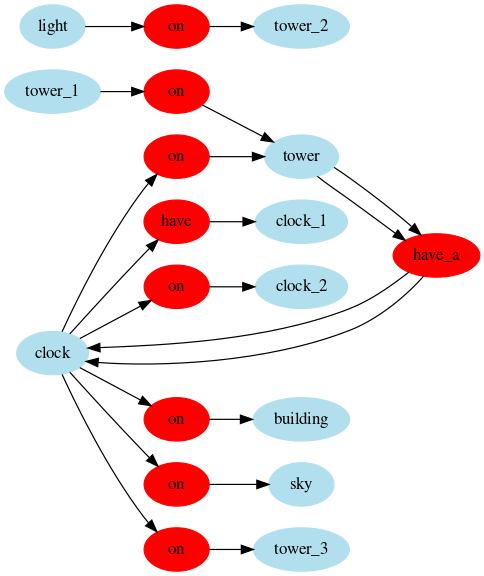 light on tower_2
tower_1 on
on tower
have clock_1
have_a
on clock_2
clock
on building
on sky
on tower_3